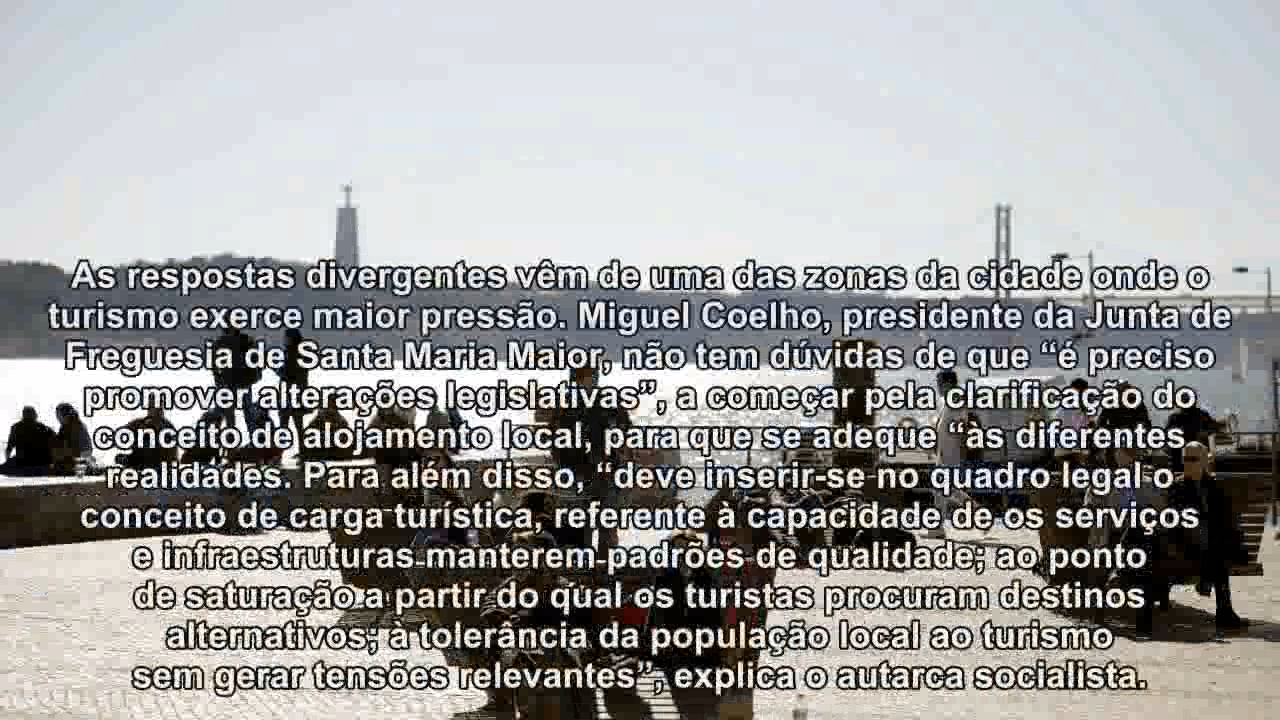 As respostas divergentes vêm de uma das zonas da cidade onde o
turismo exerce maior pressão. Miguel Coelho, presidente da Junta de
Freguesia de Santa Maria Maior, não tem dúvidas de que “é preciso
promover alterações legislativas”, a começar pela clarificação do
conceito de alojamento local, para que se adeque “às diferentes
realidades. Para além disso, “deve inserir-se no quadro legal o
conceito de carga turística, referente à capacidade de os serviços
e infraestruturas manterem padrões de qualidade; ao ponto
de saturação a partir do qual os turistas procuram destinos
alternativos; à tolerância da população local ao turismo
sem gerar tensões relevantes”, explica o autarca socialista.